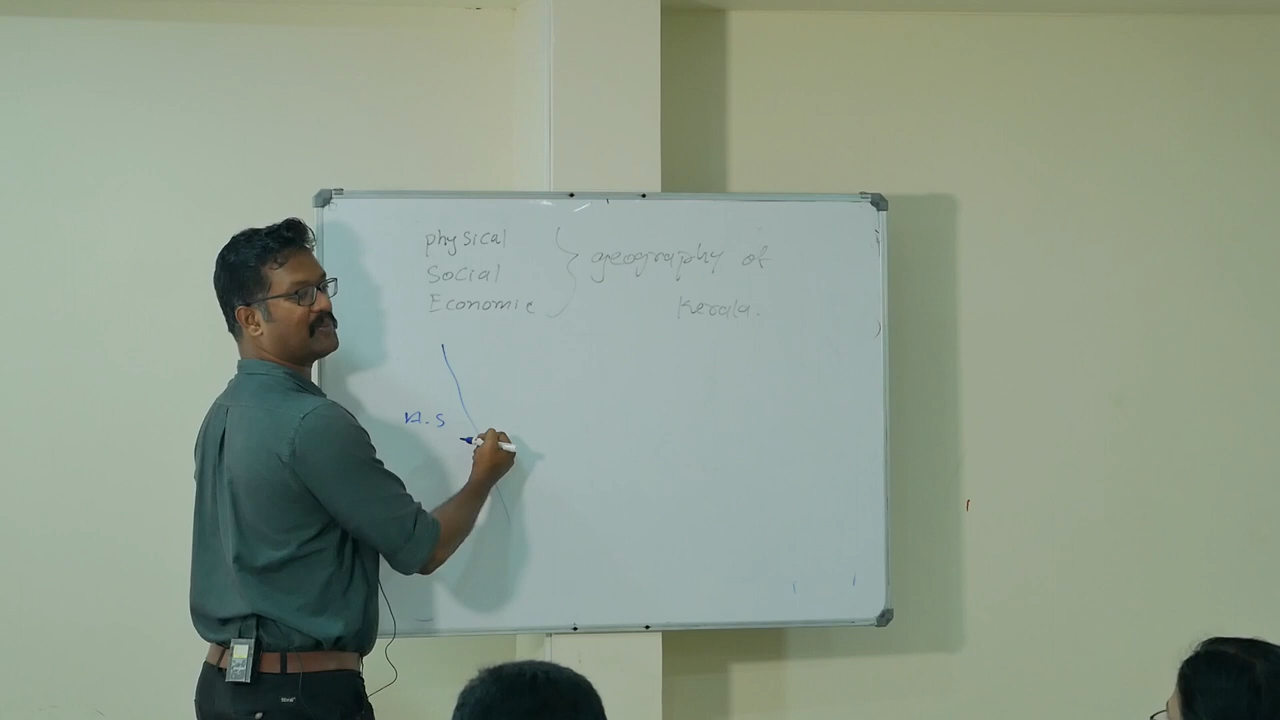 physical
Social
Economic
geography of
Kerala.
A.S